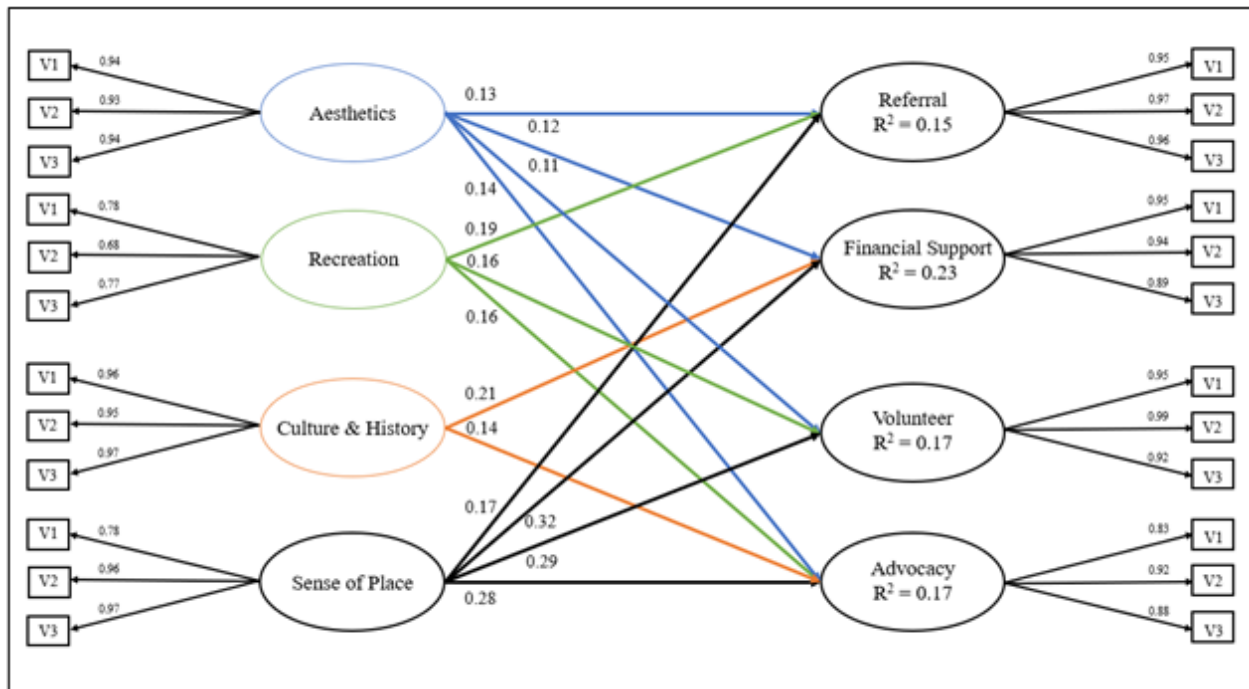 V1
0.94
V2
0.93
V3
0.94
Aesthetics
V1
0.78
V2
0.68
V3
0.77
Recreation
V1
0.96
V2
0.95
V3
0.97
Culture & History
V1
0.78
V2
0.96
V3
0.97
Sense of Place
0.13
0.12
0.11
0.14
0.19
0.16
0.16
0.21
0.14
0.17
0.32
0.29
0.28
Referral
R² = 0.15
0.95
V1
0.97
V2
0.96
V3
Financial Support
R² = 0.23
0.95
V1
0.94
V2
0.89
V3
Volunteer
R² = 0.17
0.95
V1
0.99
V2
0.92
V3
Advocacy
R² = 0.17
0.83
V1
0.92
V2
0.88
V3